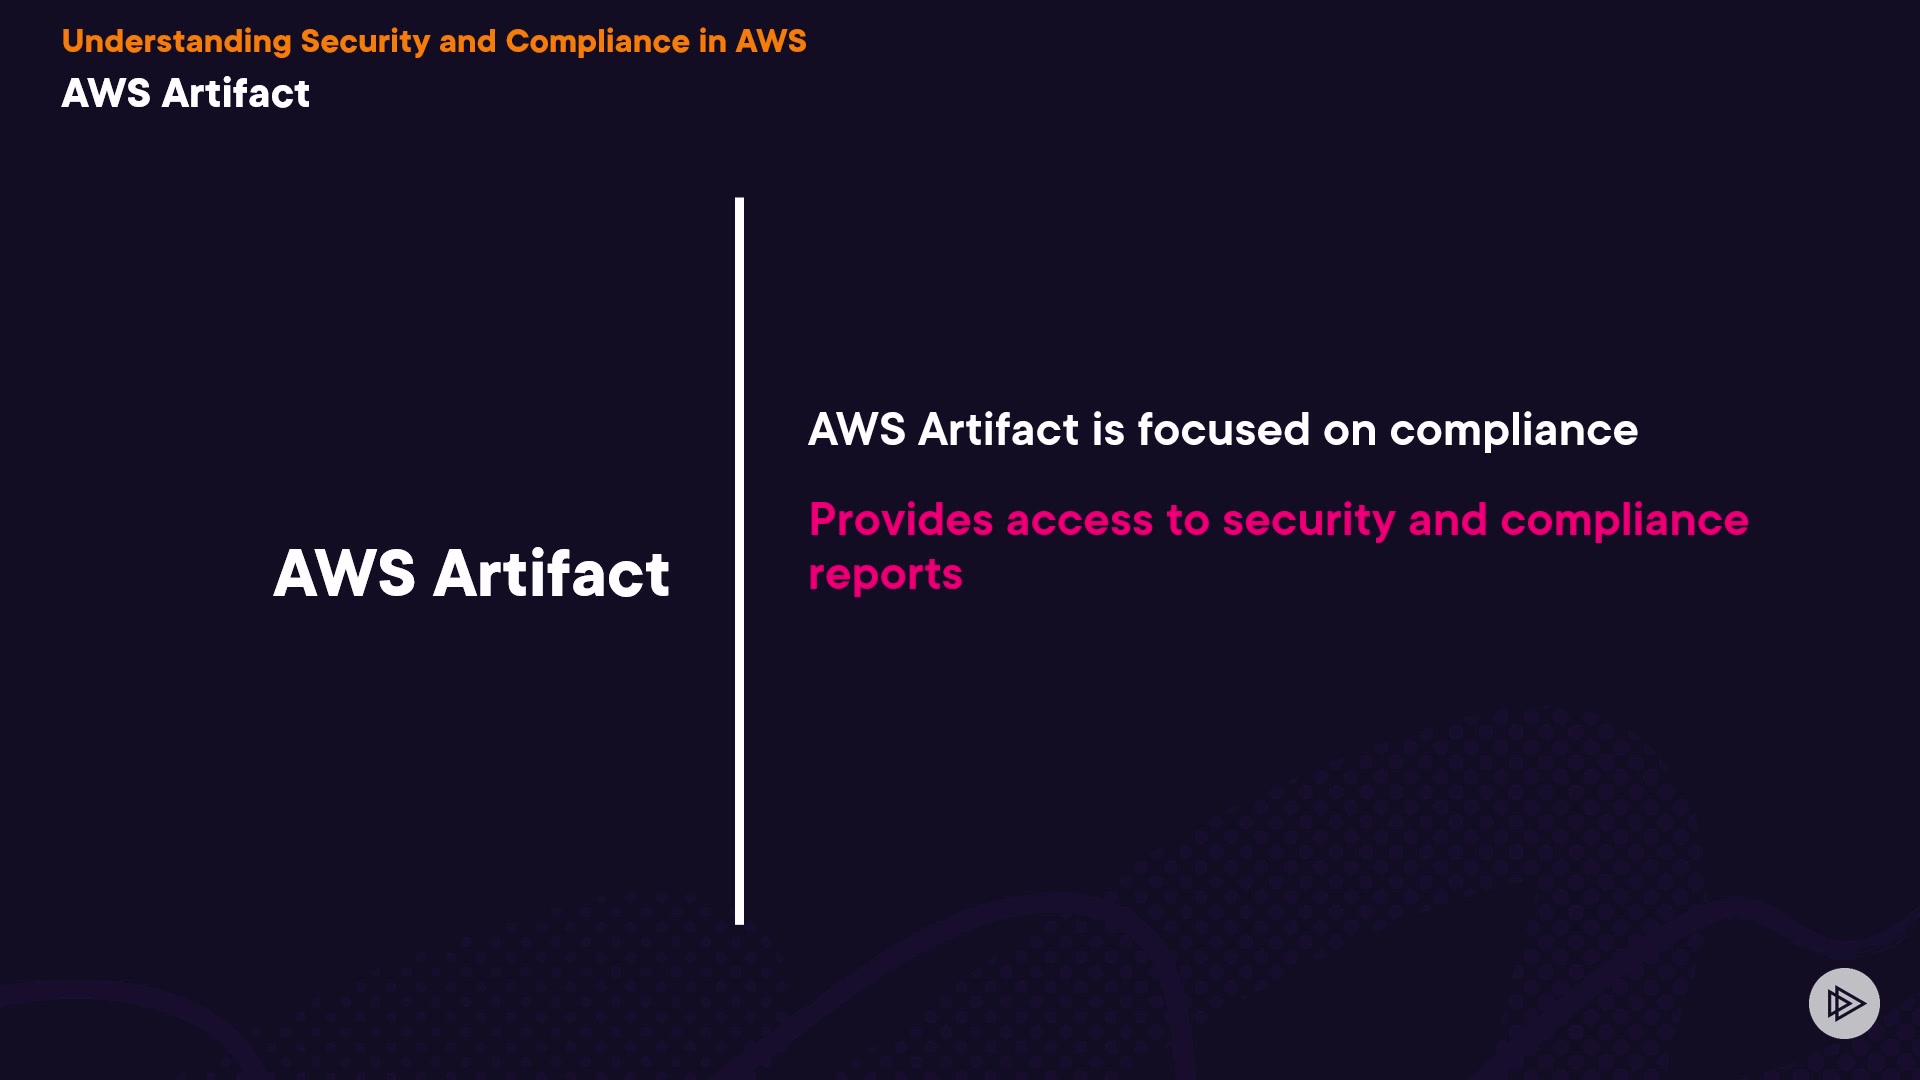 Understanding Security and Compliance in AWS
AWS Artifact
AWS Artifact
AWS Artifact is focused on compliance
Provides access to security and compliance
reports